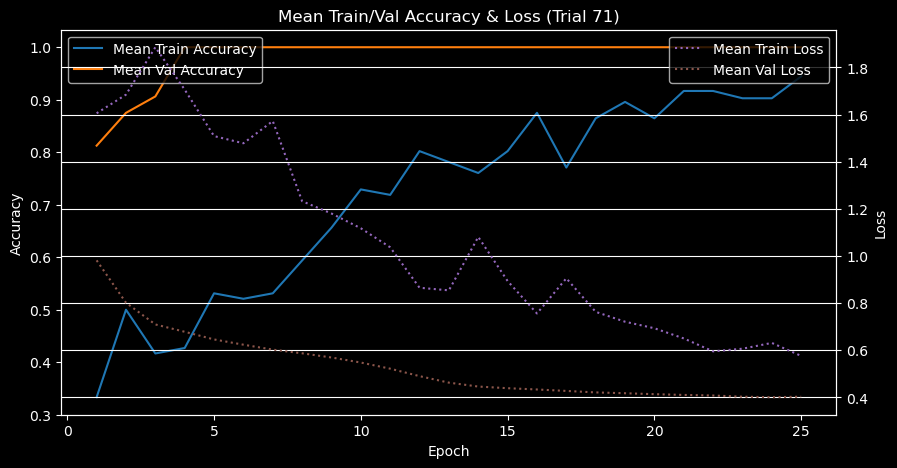 Mean Train/Val Accuracy & Loss (Trial 71)
Mean Train Accuracy
Mean Val Accuracy
Mean Train Loss
Mean Val Loss
Accuracy
1.0
0.9
0.8
0.7
0.6
0.5
0.4
0.3
1.8
1.6
1.4
1.2
1.0
0.8
0.6
0.4
Loss
0
5
10
15
20
25
Epoch